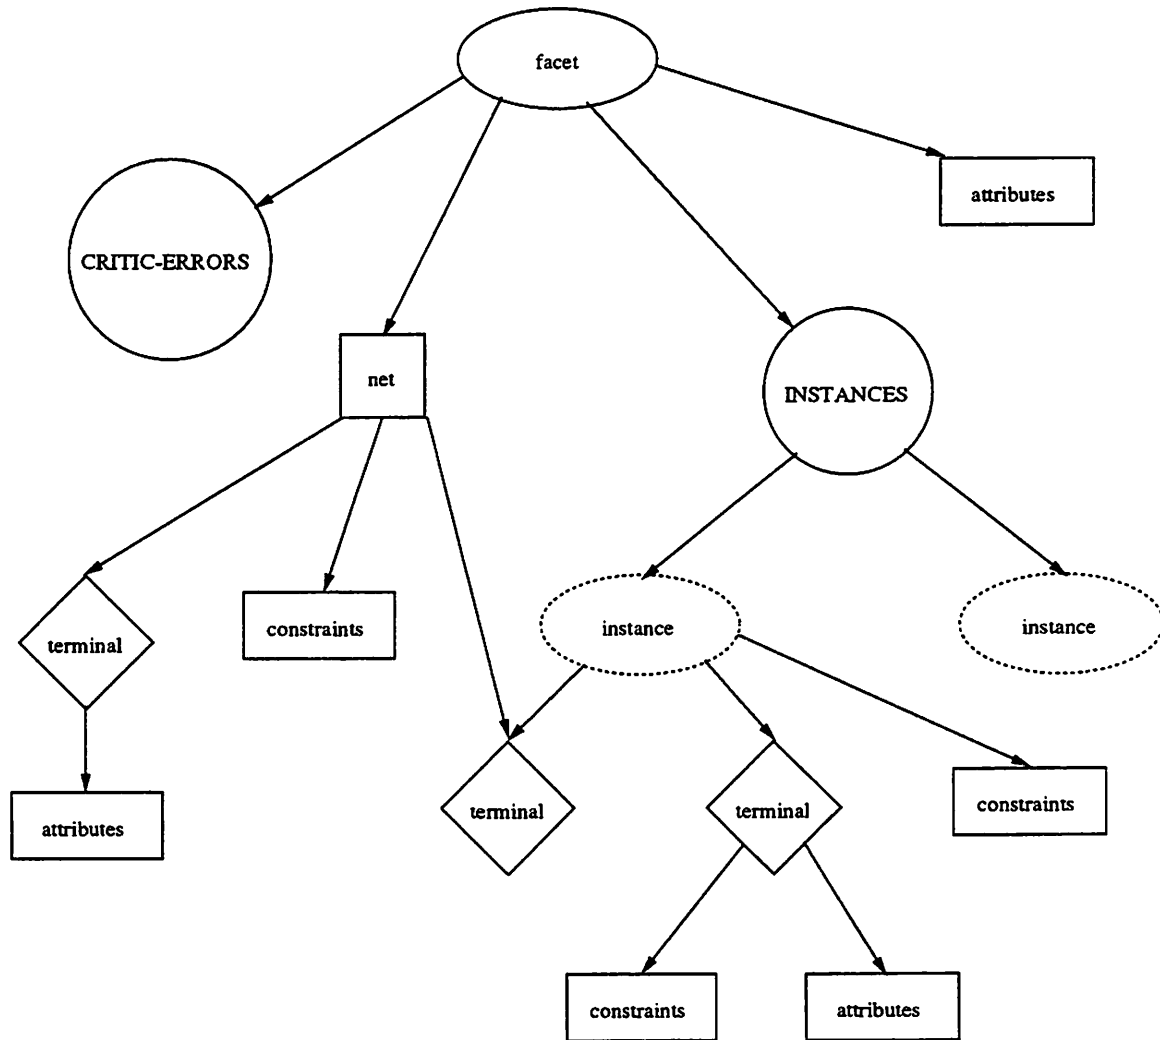 facet
attributes
CRITIC-ERRORS
net
INSTANCES
terminal
constraints
instance
instance
terminal
terminal
constraints
attributes
constraints
attributes